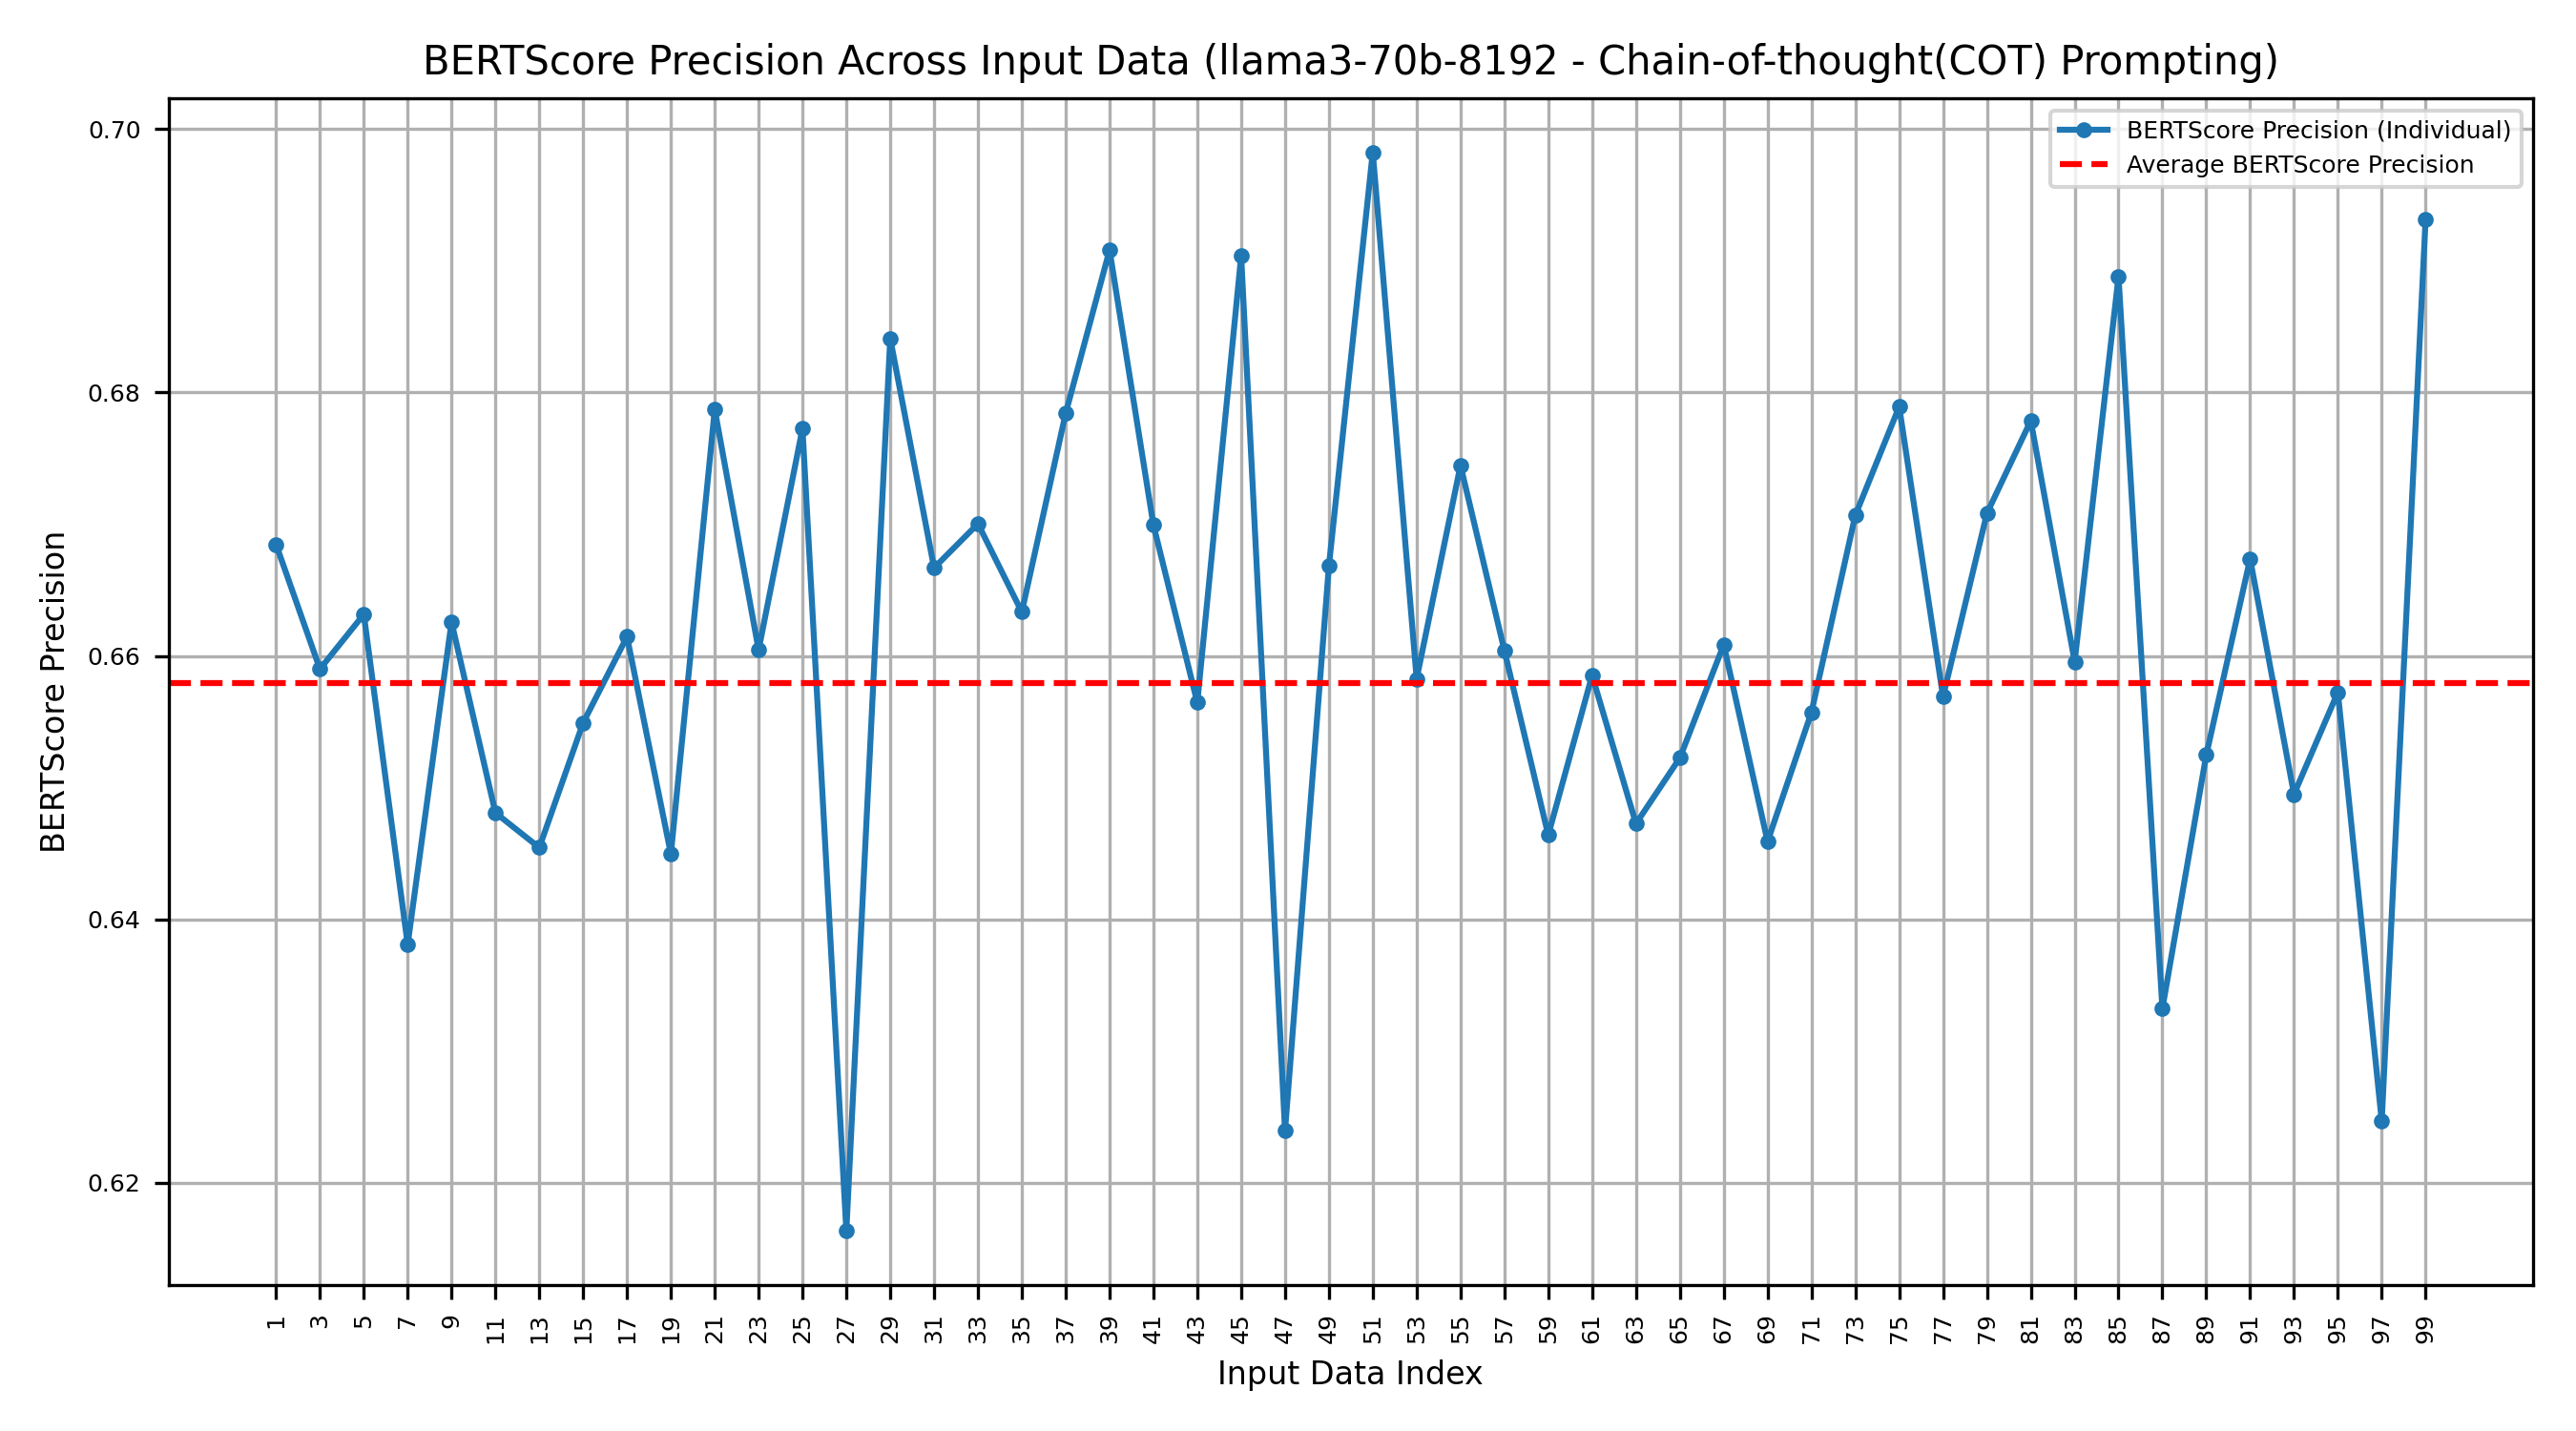 BERTScore Precision Across Input Data (llama3-70b-8192 - Chain-of-thought(COT) Prompting)
BERTScore Precision (Individual)
Average BERTScore Precision
0.70
0.68
0.66
0.64
0.62
BERTScore Precision
1 3 5 7 9 11 13 15 17 19 21 23 25 27 29 31 33 35 37 39 41 43 45 47 49 51 53 55 57 59 61 63 65 67 69 71 73 75 77 79 81 83 85 87 89 91 93 95 97 99
Input Data Index